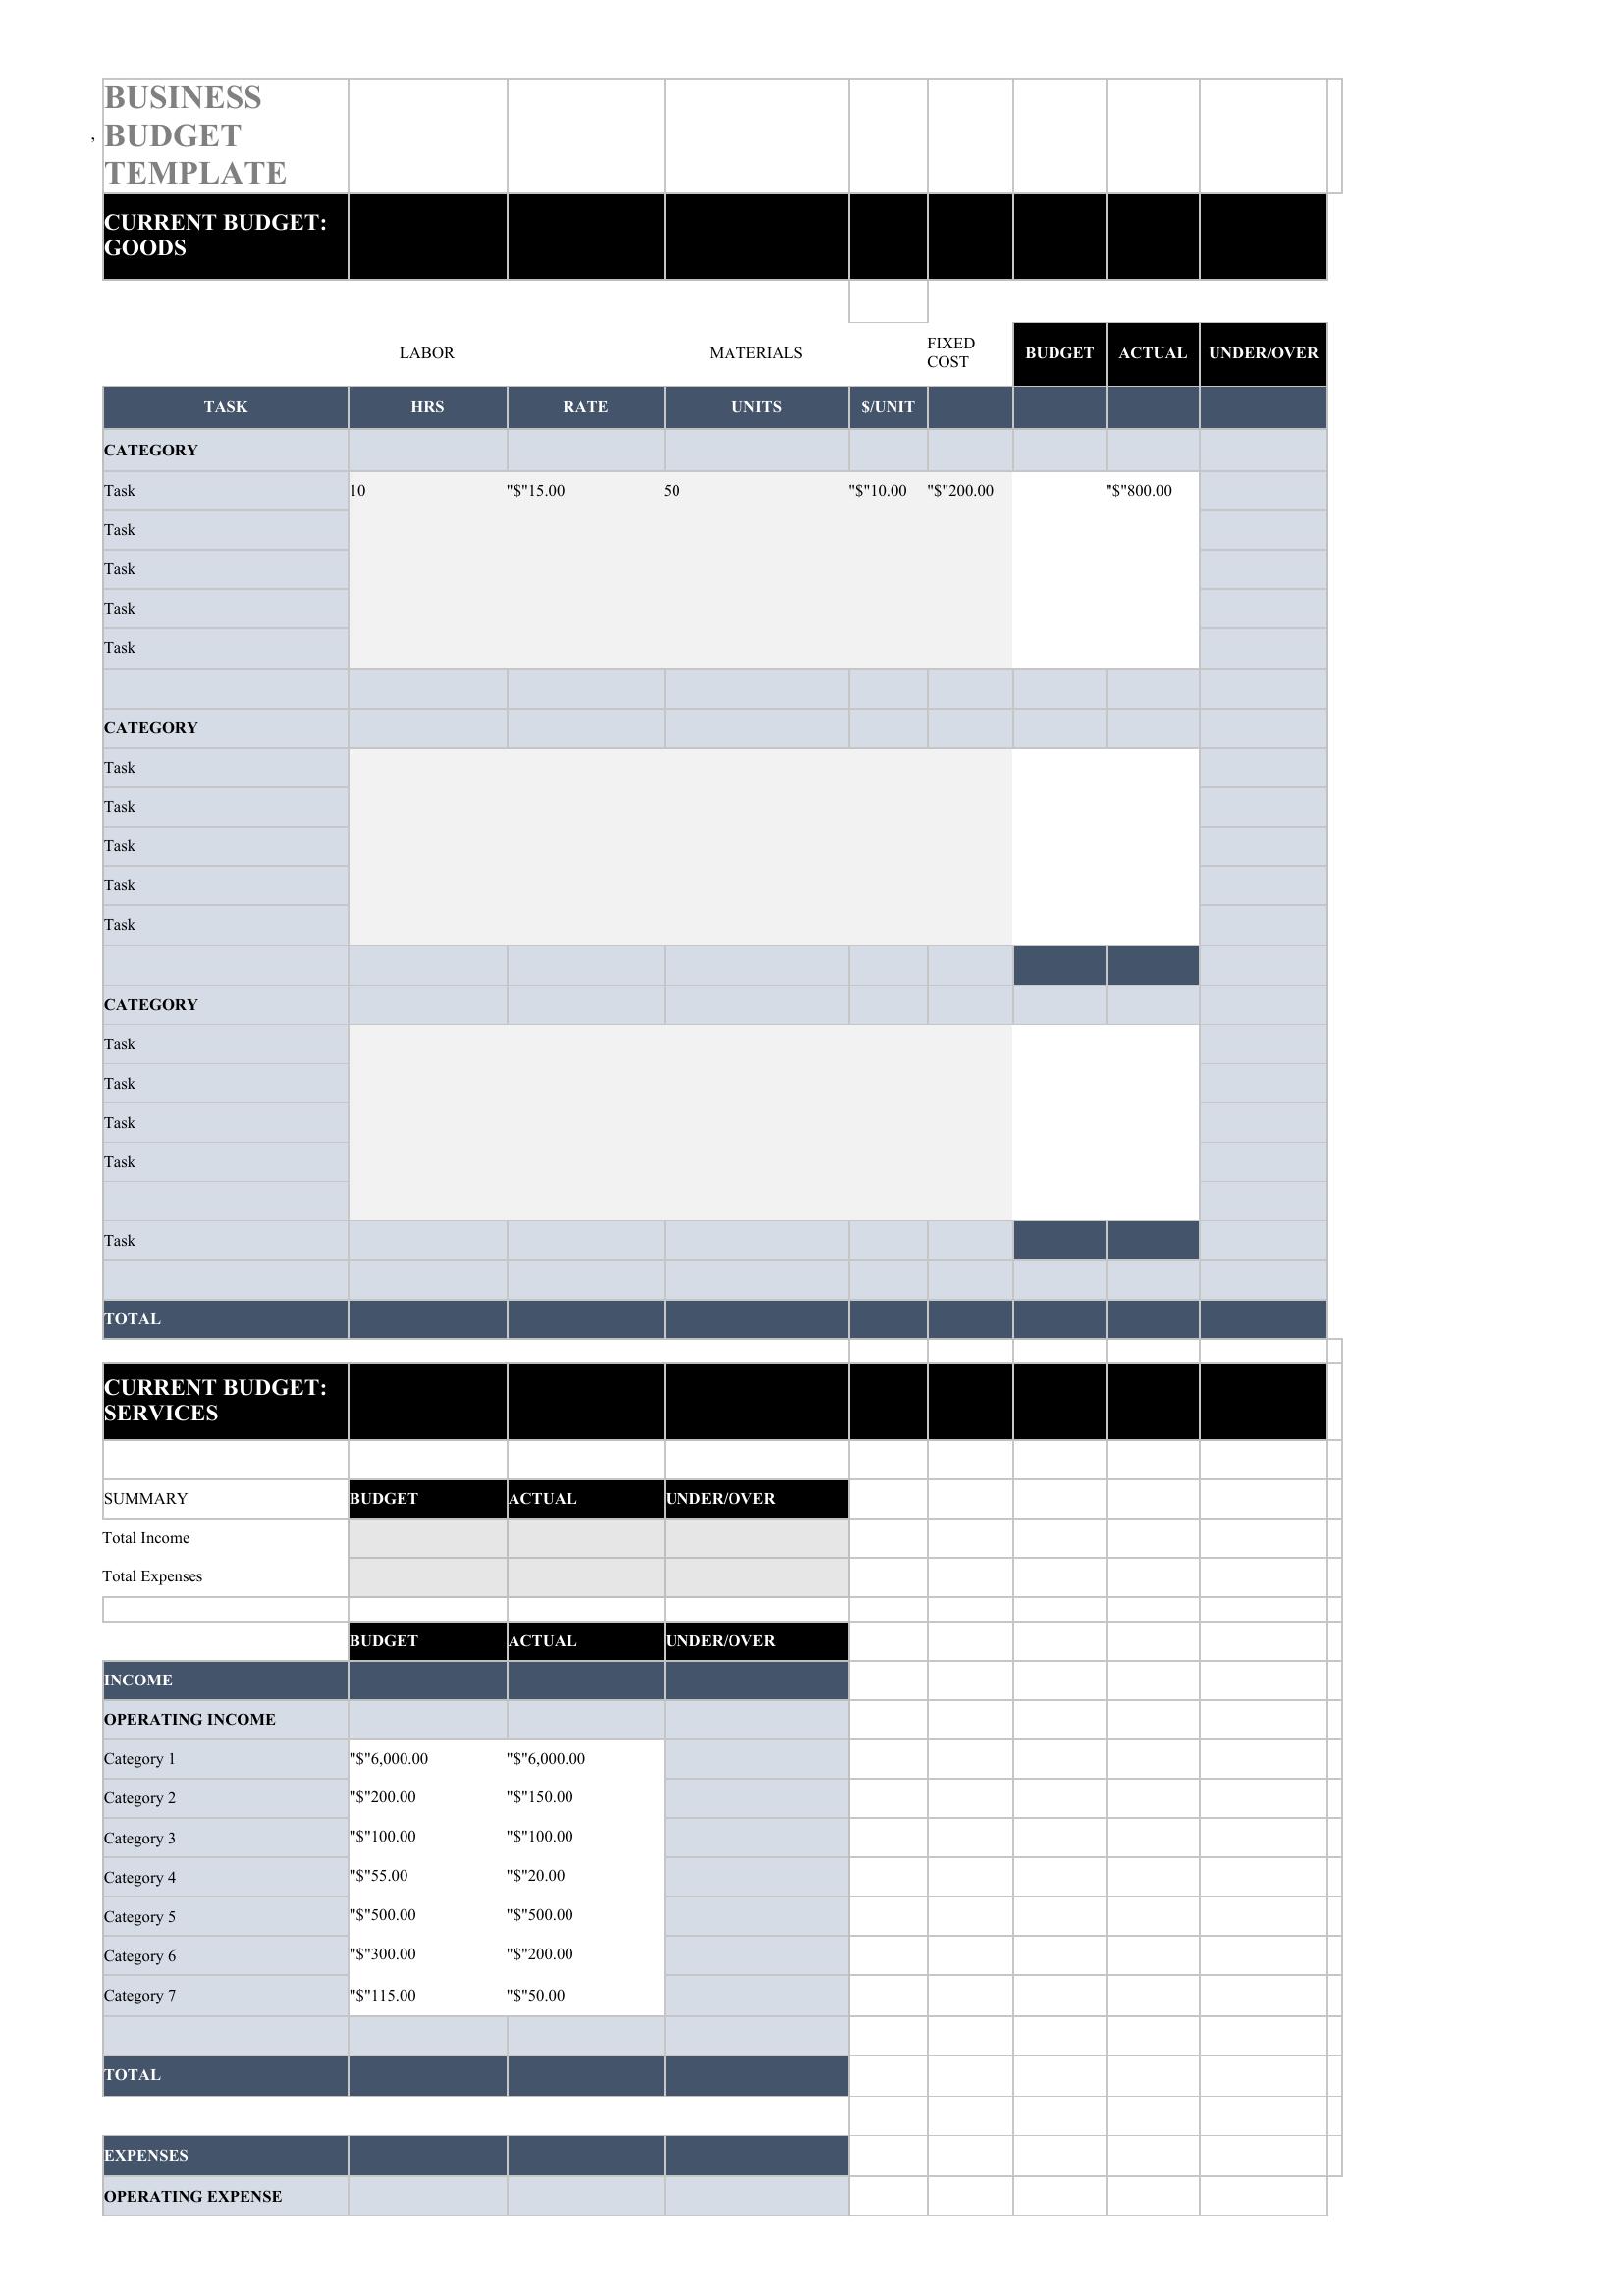 BUSINESS
, BUDGET
TEMPLATE
CURRENT BUDGET:
GOODS
LABOR MATERIALS FIXED COST BUDGET ACTUAL UNDER/OVER
TASK HRS RATE UNITS $/UNIT
CATEGORY
Task 10 "$"15.00 50 "$"10.00 "$"200.00 "$"800.00
Task
Task
Task
Task
CATEGORY
Task
Task
Task
Task
Task
CATEGORY
Task
Task
Task
Task
Task
TOTAL
CURRENT BUDGET:
SERVICES
SUMMARY BUDGET ACTUAL UNDER/OVER
Total Income
Total Expenses
BUDGET ACTUAL UNDER/OVER
INCOME
OPERATING INCOME
Category 1 "$"6,000.00 "$"6,000.00
Category 2 "$"200.00 "$"150.00
Category 3 "$"100.00 "$"100.00
Category 4 "$"55.00 "$"20.00
Category 5 "$"500.00 "$"500.00
Category 6 "$"300.00 "$"200.00
Category 7 "$"115.00 "$"50.00
TOTAL
EXPENSES
OPERATING EXPENSE